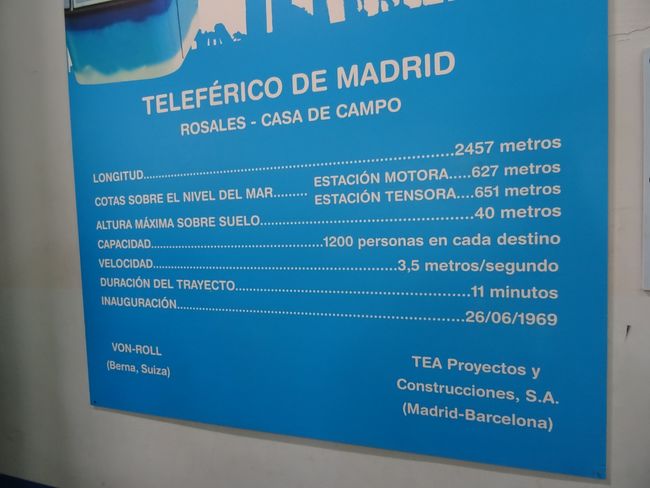 TELEFÉRICO DE MADRID
ROSALES - CASA DE CAMPO
LONGITUD........................................................2457 metros
COTAS SOBRE EL NIVEL DEL MAR........ ESTACIÓN MOTORA.....627 metros
ESTACIÓN TENSORA....651 metros
ALTURA MÁXIMA SOBRE SUELO........................................40 metros
CAPACIDAD........................................1200 personas en cada destino
VELOCIDAD........................................................3,5 metros/segundo
DURACIÓN DEL TRAYECTO........................................11 minutos
INAUGURACIÓN........................................................26/06/1969
VON-ROLL
(Berna, Suiza)
TEA Proyectos y
Construcciones, S.A.
(Madrid-Barcelona)